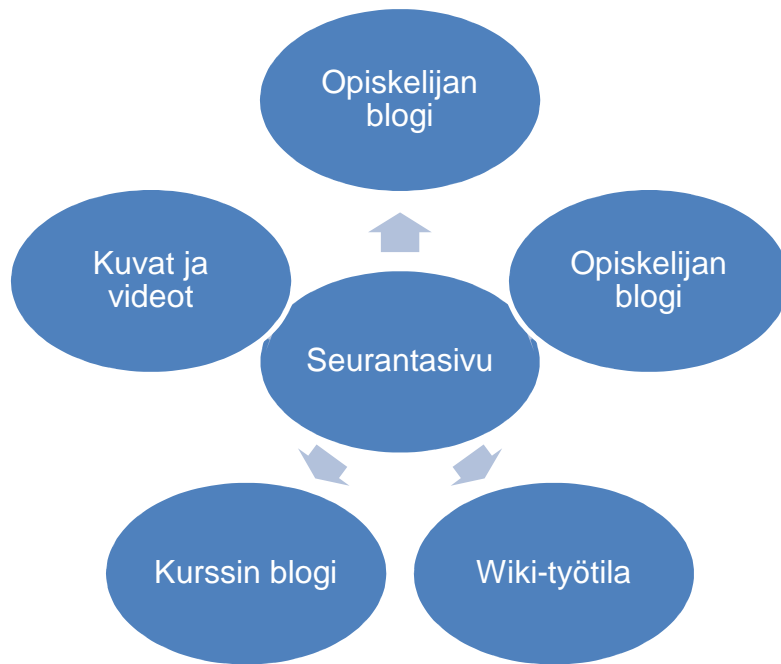 Opiskelijan
blogi
Kuvat ja
videot
Opiskelijan
blogi
Seurantasivu
Kurssin blogi
Wiki-työtila